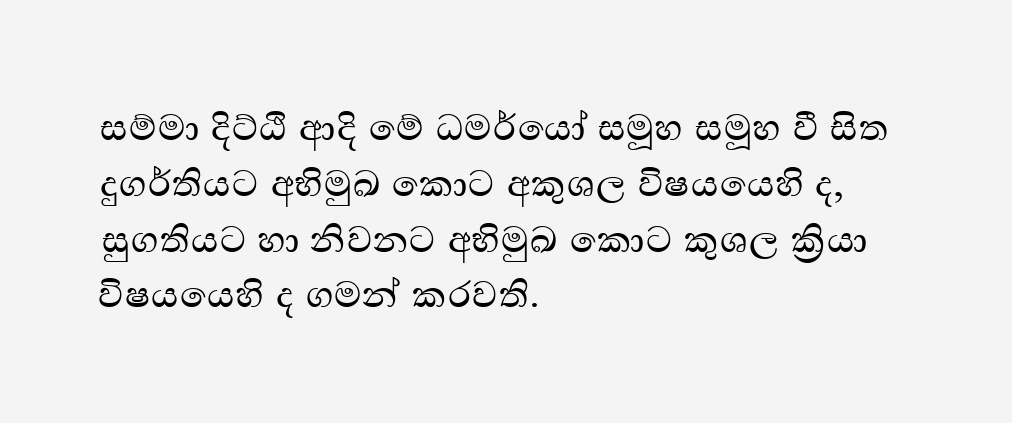 සම්මා දිට්ඨි ආදි මේ ධමර්යෝ සමූහ සමූහ වී සිත
දුගර්තියට අභිමුඛ කොට අකුශල විෂයයෙහි ද,
සුගතියට හා නිවනට අභිමුඛ කොට කුශල ක්‍රියා
විෂයයෙහි ද ගමන් කරවති.